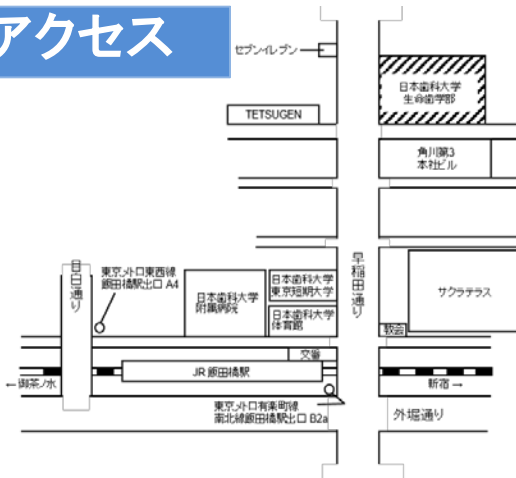 アクセス
セブンイレブン
日本歯科大学
生命歯学部
TETSUGEN
角川第3
本社ビル
目白通り
東京メトロ東西線
飯田橋駅出口 A4
日本歯科大学
附属病院
日本歯科大学
東京短期大学
日本歯科大学
体育館
早稲田通り
サクラテラス
教会
交番
JR 飯田橋駅
←御茶ノ水
新宿→
東京メトロ有楽町線
南北線飯田橋駅出口 B2a
外堀通り